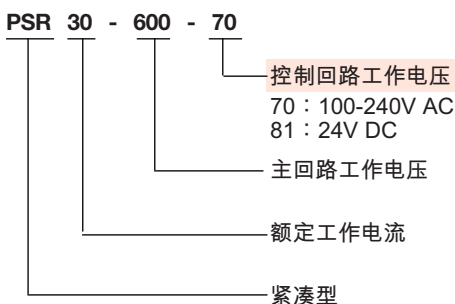 PSR 30 - 600 - 70
控制回路工作电压
70：100-240V AC
81：24V DC
主回路工作电压
额定工作电流
紧凑型